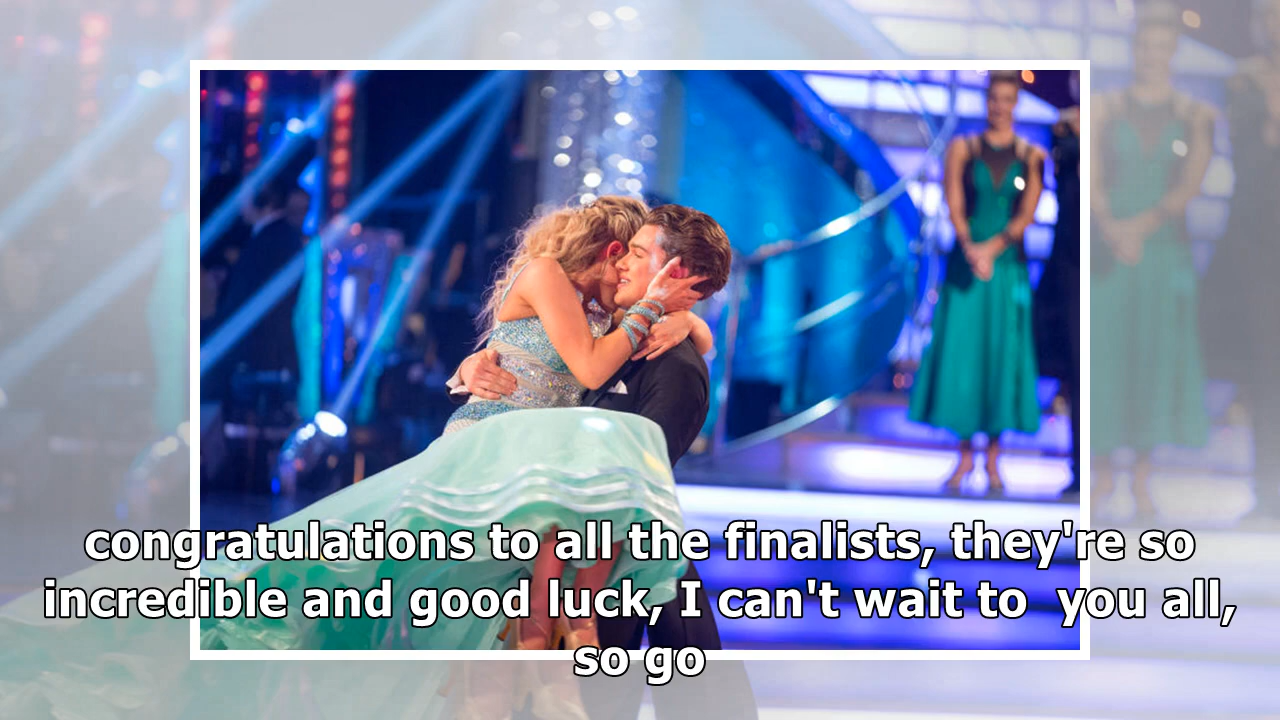 congratulations to all the finalists, they're so
incredible and good luck, I can't wait to  you all,
so go